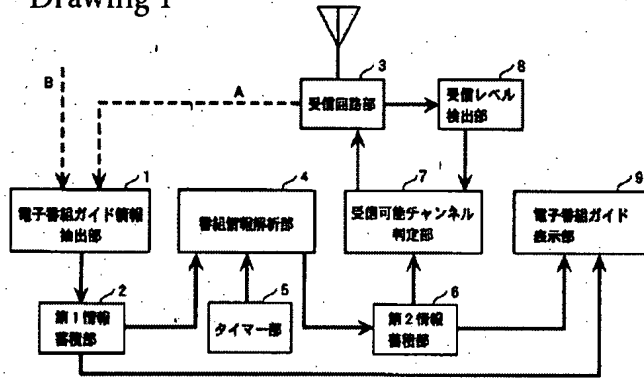 Drawing 1
B
A
3
受信回路部
8
受信レベル
検出部
1
電子番組ガイド情報
抽出部
4
番組情報解析部
7
受信可能チャンネル
判定部
9
電子番組ガイド
表示部
2
第1情報
蓄積部
5
タイマー部
6
第2情報
蓄積部